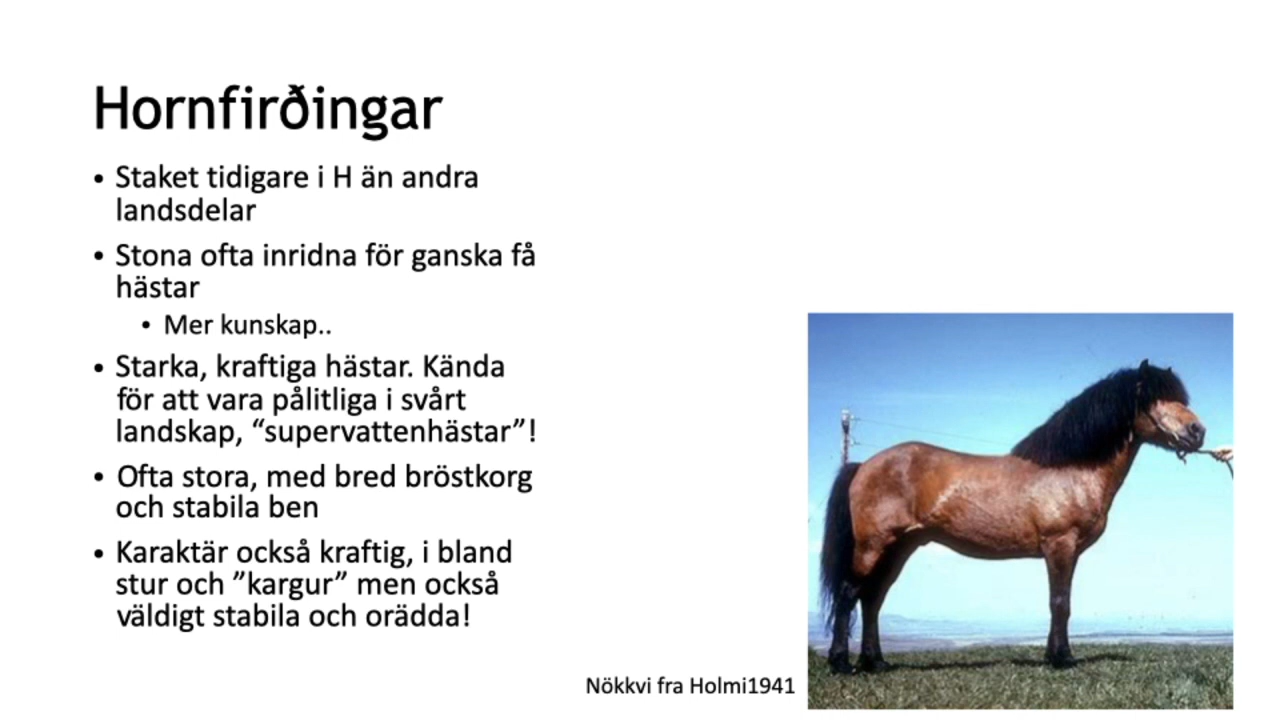 Hornfirðingar
• Staket tidigare i H än andra
landsdelar
• Stona ofta inridna för ganska få
hästar
• Mer kunskap..
• Starka, kraftiga hästar. Kända
för att vara pålitliga i svårt
landskap, “supervattenhästar”!
• Ofta stora, med bred bröstkorg
och stabila ben
• Karaktär också kraftig, i bland
stur och ”kargur” men också
väldigt stabila och orädda!
Nökkvi fra Holmi1941